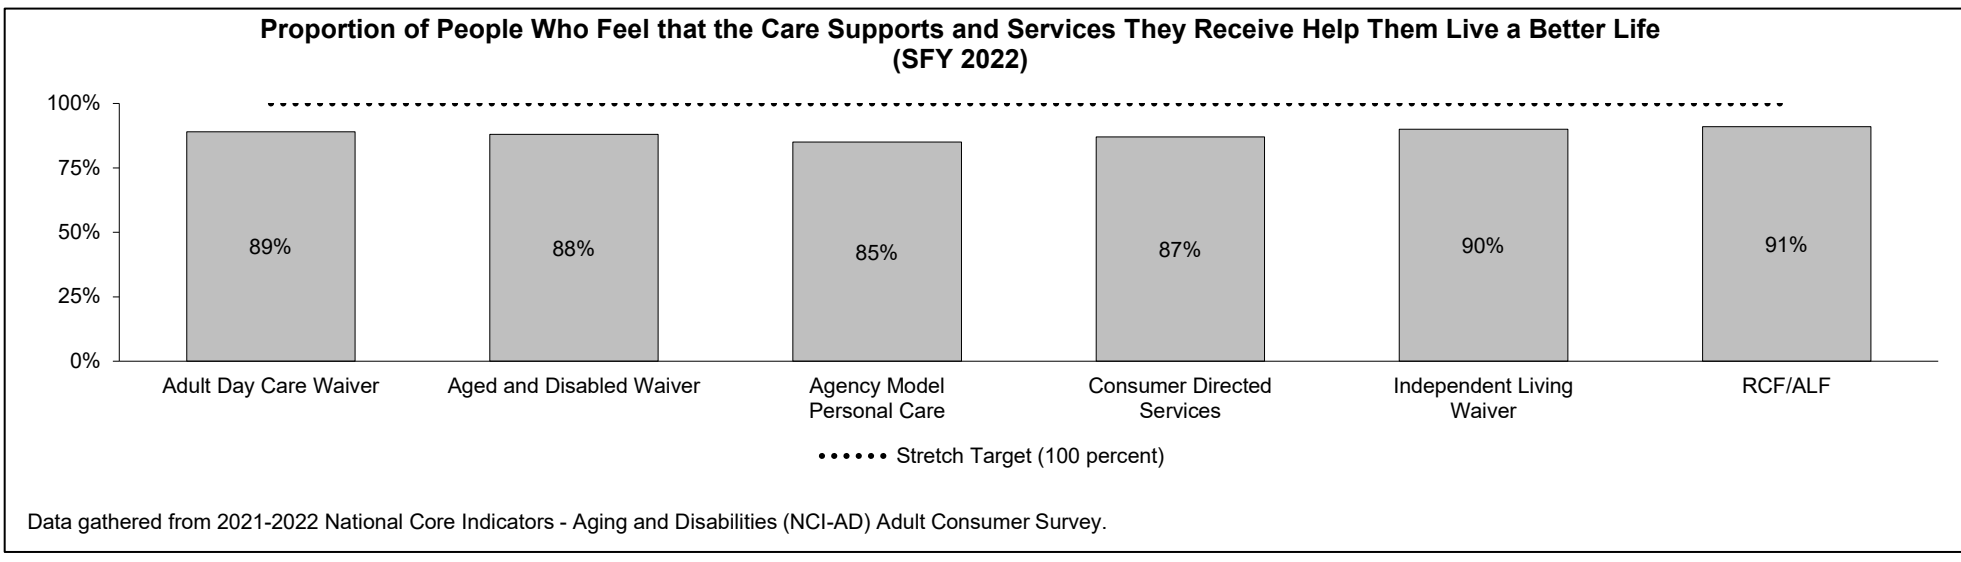 Proportion of People Who Feel that the Care Supports and Services They Receive Help Them Live a Better Life
(SFY 2022)
100%
75%
50%
25%
0%
89%
88%
85%
87%
90%
91%
Adult Day Care Waiver
Aged and Disabled Waiver
Agency Model
Personal Care
Consumer Directed
Services
Independent Living
Waiver
RCF/ALF
Stretch Target (100 percent)
Data gathered from 2021-2022 National Core Indicators - Aging and Disabilities (NCI-AD) Adult Consumer Survey.